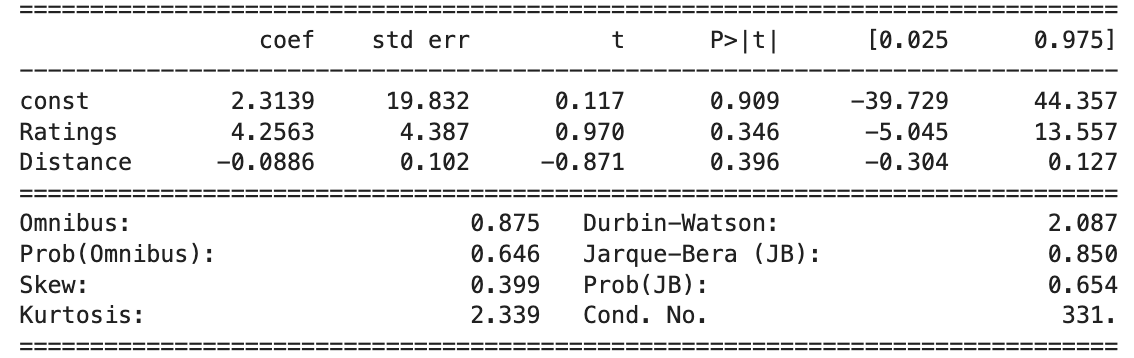 ==============================================================================
coef std err t P>|t| [0.025 0.975]
------------------------------------------------------------------------------
const 2.3139 19.832 0.117 0.909 -39.729 44.357
Ratings 4.2563 4.387 0.970 0.346 -5.045 13.557
Distance -0.0886 0.102 -0.871 0.396 -0.304 0.127
==============================================================================
Omnibus: 0.875 Durbin-Watson: 2.087
Prob(Omnibus): 0.646 Jarque-Bera (JB): 0.850
Skew: 0.399 Prob(JB): 0.654
Kurtosis: 2.339 Cond. No. 331.
==============================================================================